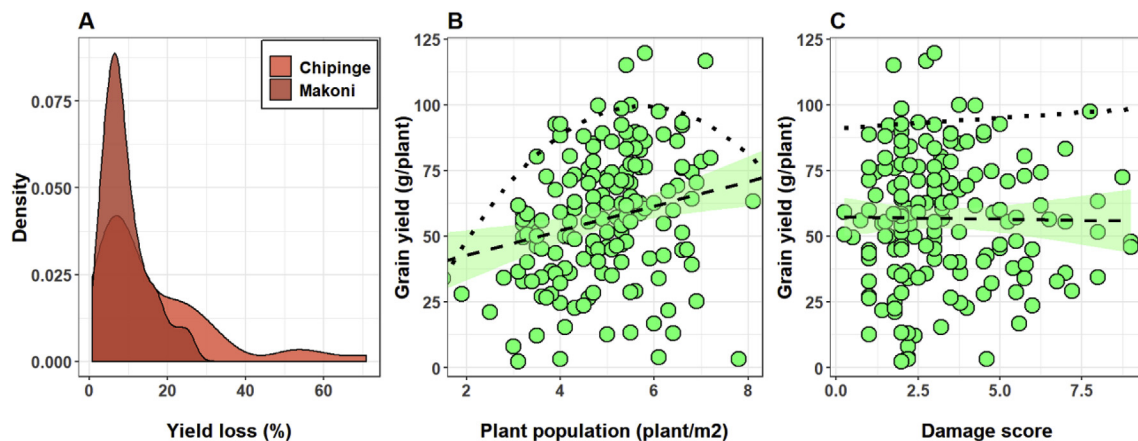 A
Density
0.075
0.050
0.025
0.000
0
20
40
60
Yield loss (%)
Chipinge
Makoni
B
Grain yield (g/plant)
125
100
75
50
25
0
2
4
6
8
Plant population (plant/m2)
C
Grain yield (g/plant)
125
100
75
50
25
0
0.0
2.5
5.0
7.5
Damage score